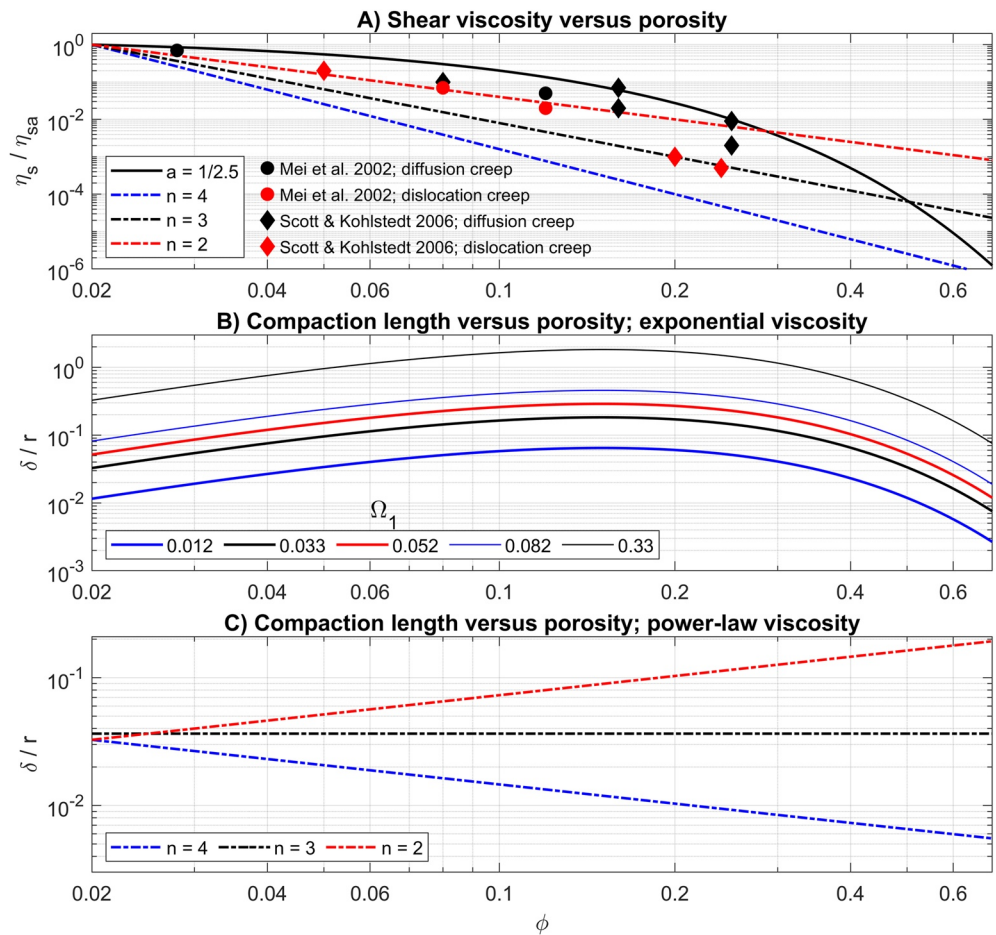 A) Shear viscosity versus porosity
10^0
10^-2
10^-4
10^-6
η_s / η_sa
a = 1/2.5
n = 4
n = 3
n = 2
Mei et al. 2002; diffusion creep
Mei et al. 2002; dislocation creep
Scott & Kohlstedt 2006; diffusion creep
Scott & Kohlstedt 2006; dislocation creep
0.02 0.04 0.06 0.1 0.2 0.4 0.6
B) Compaction length versus porosity; exponential viscosity
10^0
10^-1
10^-2
10^-3
δ / r
Ω_1
0.012 0.033 0.052 0.082 0.33
0.02 0.04 0.06 0.1 0.2 0.4 0.6
C) Compaction length versus porosity; power-law viscosity
10^-1
10^-2
δ / r
n = 4 n = 3 n = 2
0.02 0.04 0.06 0.1 0.2 0.4 0.6
ϕ